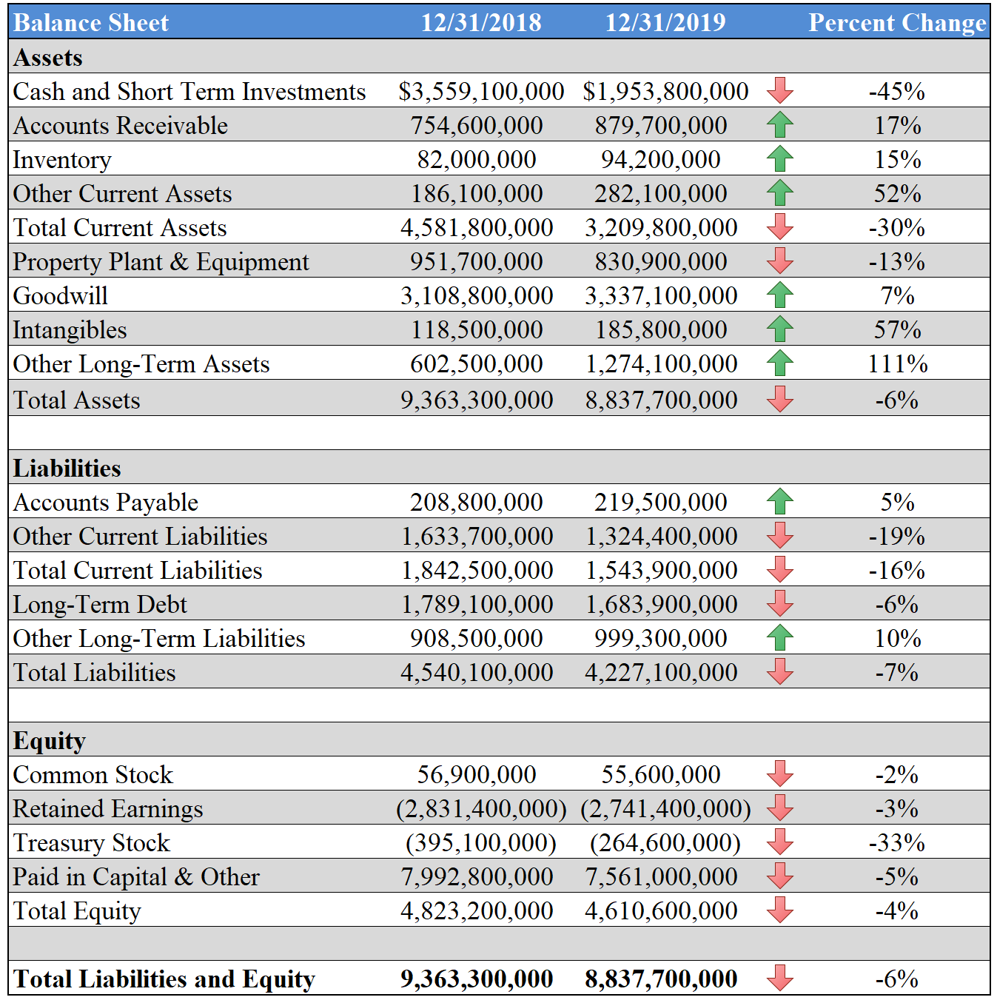 Balance Sheet 12/31/2018 12/31/2019 Percent Change
Assets
Cash and Short Term Investments $3,559,100,000 $1,953,800,000 -45%
Accounts Receivable 754,600,000 879,700,000 17%
Inventory 82,000,000 94,200,000 15%
Other Current Assets 186,100,000 282,100,000 52%
Total Current Assets 4,581,800,000 3,209,800,000 -30%
Property Plant & Equipment 951,700,000 830,900,000 -13%
Goodwill 3,108,800,000 3,337,100,000 7%
Intangibles 118,500,000 185,800,000 57%
Other Long-Term Assets 602,500,000 1,274,100,000 111%
Total Assets 9,363,300,000 8,837,700,000 -6%
Liabilities
Accounts Payable 208,800,000 219,500,000 5%
Other Current Liabilities 1,633,700,000 1,324,400,000 -19%
Total Current Liabilities 1,842,500,000 1,543,900,000 -16%
Long-Term Debt 1,789,100,000 1,683,900,000 -6%
Other Long-Term Liabilities 908,500,000 999,300,000 10%
Total Liabilities 4,540,100,000 4,227,100,000 -7%
Equity
Common Stock 56,900,000 55,600,000 -2%
Retained Earnings (2,831,400,000) (2,741,400,000) -3%
Treasury Stock (395,100,000) (264,600,000) -33%
Paid in Capital & Other 7,992,800,000 7,561,000,000 -5%
Total Equity 4,823,200,000 4,610,600,000 -4%
Total Liabilities and Equity 9,363,300,000 8,837,700,000 -6%